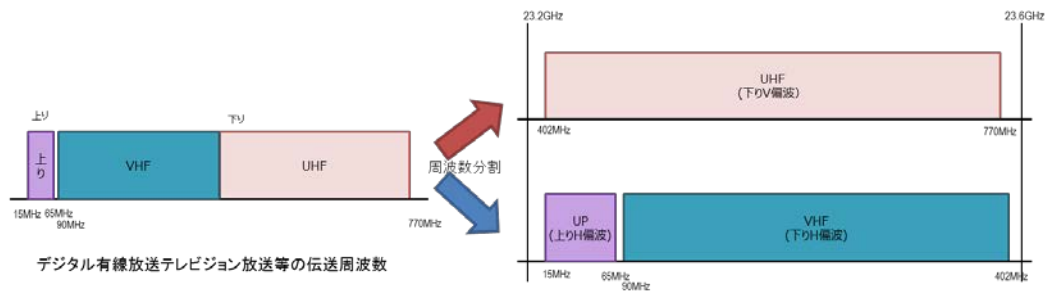 上り
下り
上り
VHF
UHF
15MHz
65MHz
90MHz
770MHz
デジタル有線放送テレビジョン放送等の伝送周波数
周波数分割
23.2GHz
23.6GHz
UHF
(下りV偏波)
402MHz
770MHz
UP
(上りH偏波)
VHF
(下りH偏波)
15MHz
65MHz
90MHz
402MHz